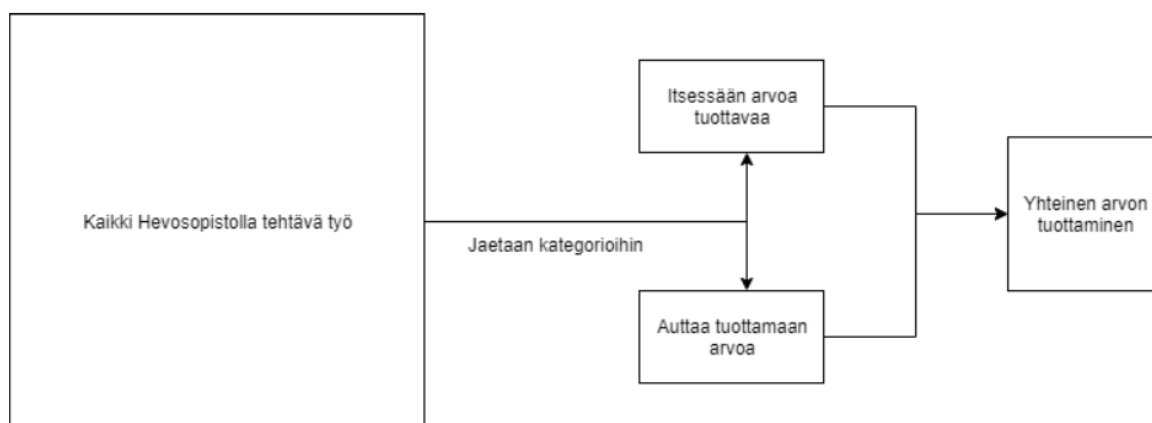 Kaikki Hevosopistolla tehtävä työ
Jaetaan kategorioihin
Itsessään arvoa
tuottavaa
Auttaa tuottamaan
arvoa
Yhteinen arvon
tuottaminen